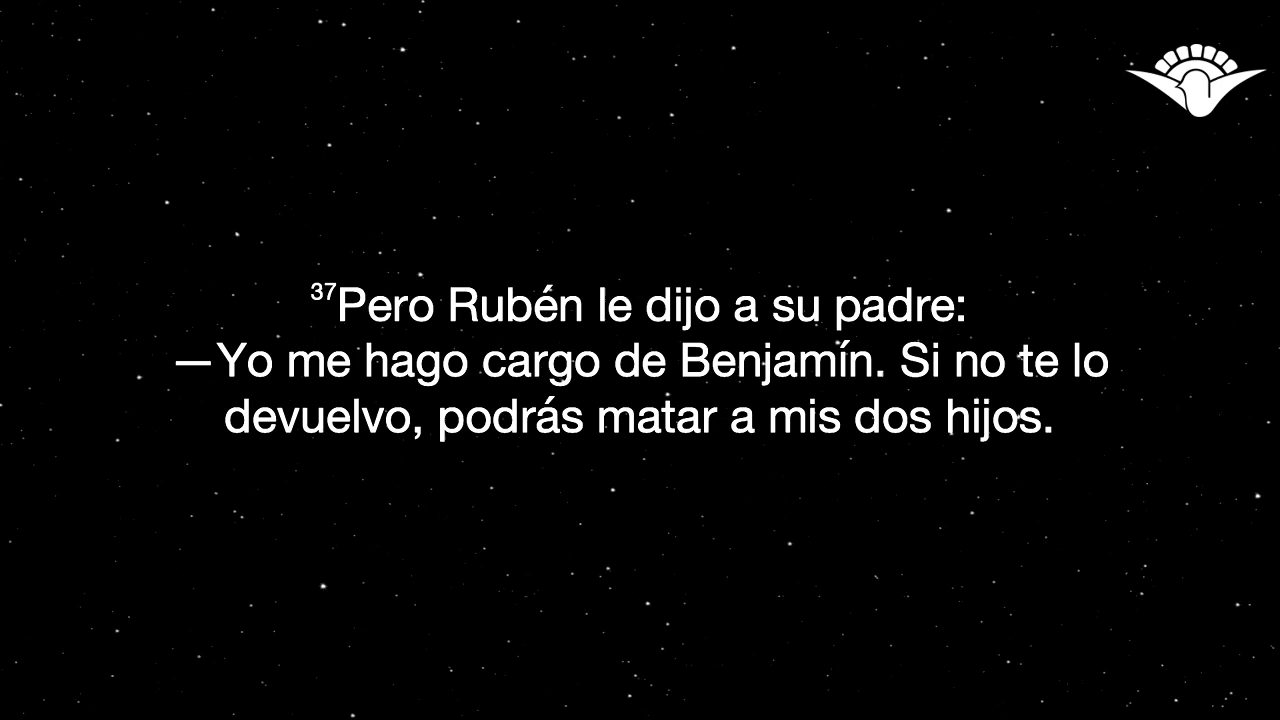 37Pero Rubén le dijo a su padre:
—Yo me hago cargo de Benjamín. Si no te lo
devuelvo, podrás matar a mis dos hijos.